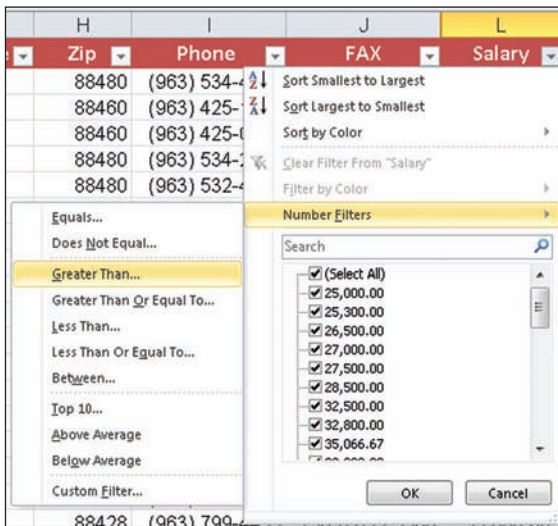 H I J L
Zip Phone FAX Salary
88480 (963) 534-
88460 (963) 425-
88460 (963) 425-
88480 (963) 534-
88480 (963) 532-
Sort Smallest to Largest
Sort Largest to Smallest
Sort by Color
Clear Filter From "Salary"
Filter by Color
Number Filters
Search
(Select All)
25,000.00
25,300.00
26,500.00
27,000.00
27,500.00
28,500.00
32,500.00
32,800.00
35,066.67
OK Cancel
Equals...
Does Not Equal...
Greater Than...
Greater Than Or Equal To...
Less Than...
Less Than Or Equal To...
Between...
Top 10...
Above Average
Below Average
Custom Filter...
88428 (963) 799-